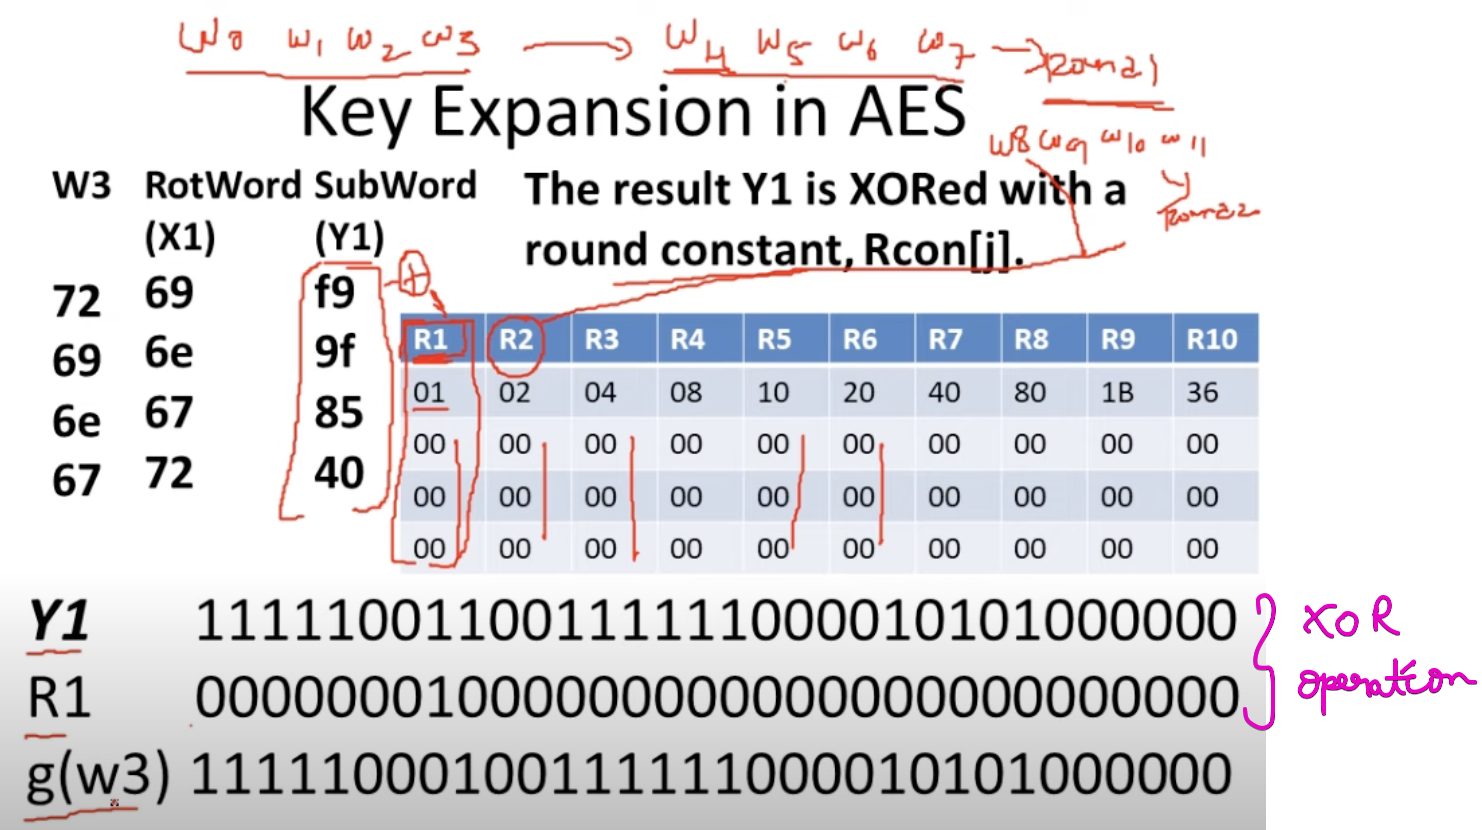 W0 W1 W2 W3 → W4 W5 W6 W7 → Round 1
Key Expansion in AES
W8 W9 W10 W11
Round 2
W3 RotWord SubWord
(X1) (Y1)
The result Y1 is XORed with a
round constant, Rcon[j].
72 69 f9
69 6e 9f
6e 67 85
67 72 40
R1 R2 R3 R4 R5 R6 R7 R8 R9 R10
01 02 04 08 10 20 40 80 1B 36
00 00 00 00 00 00 00 00 00 00
00 00 00 00 00 00 00 00 00 00
00 00 00 00 00 00 00 00 00 00
Y1 11111001100111111000010101000000
R1 00000001000000000000000000000000
g(w3) 11111000100111111000010101000000
XOR
operation